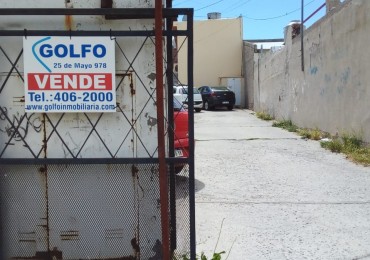 GOLFO
25 de Mayo 978
VENDE
Tel.:406-2000
www.golfoinmobiliaria.com